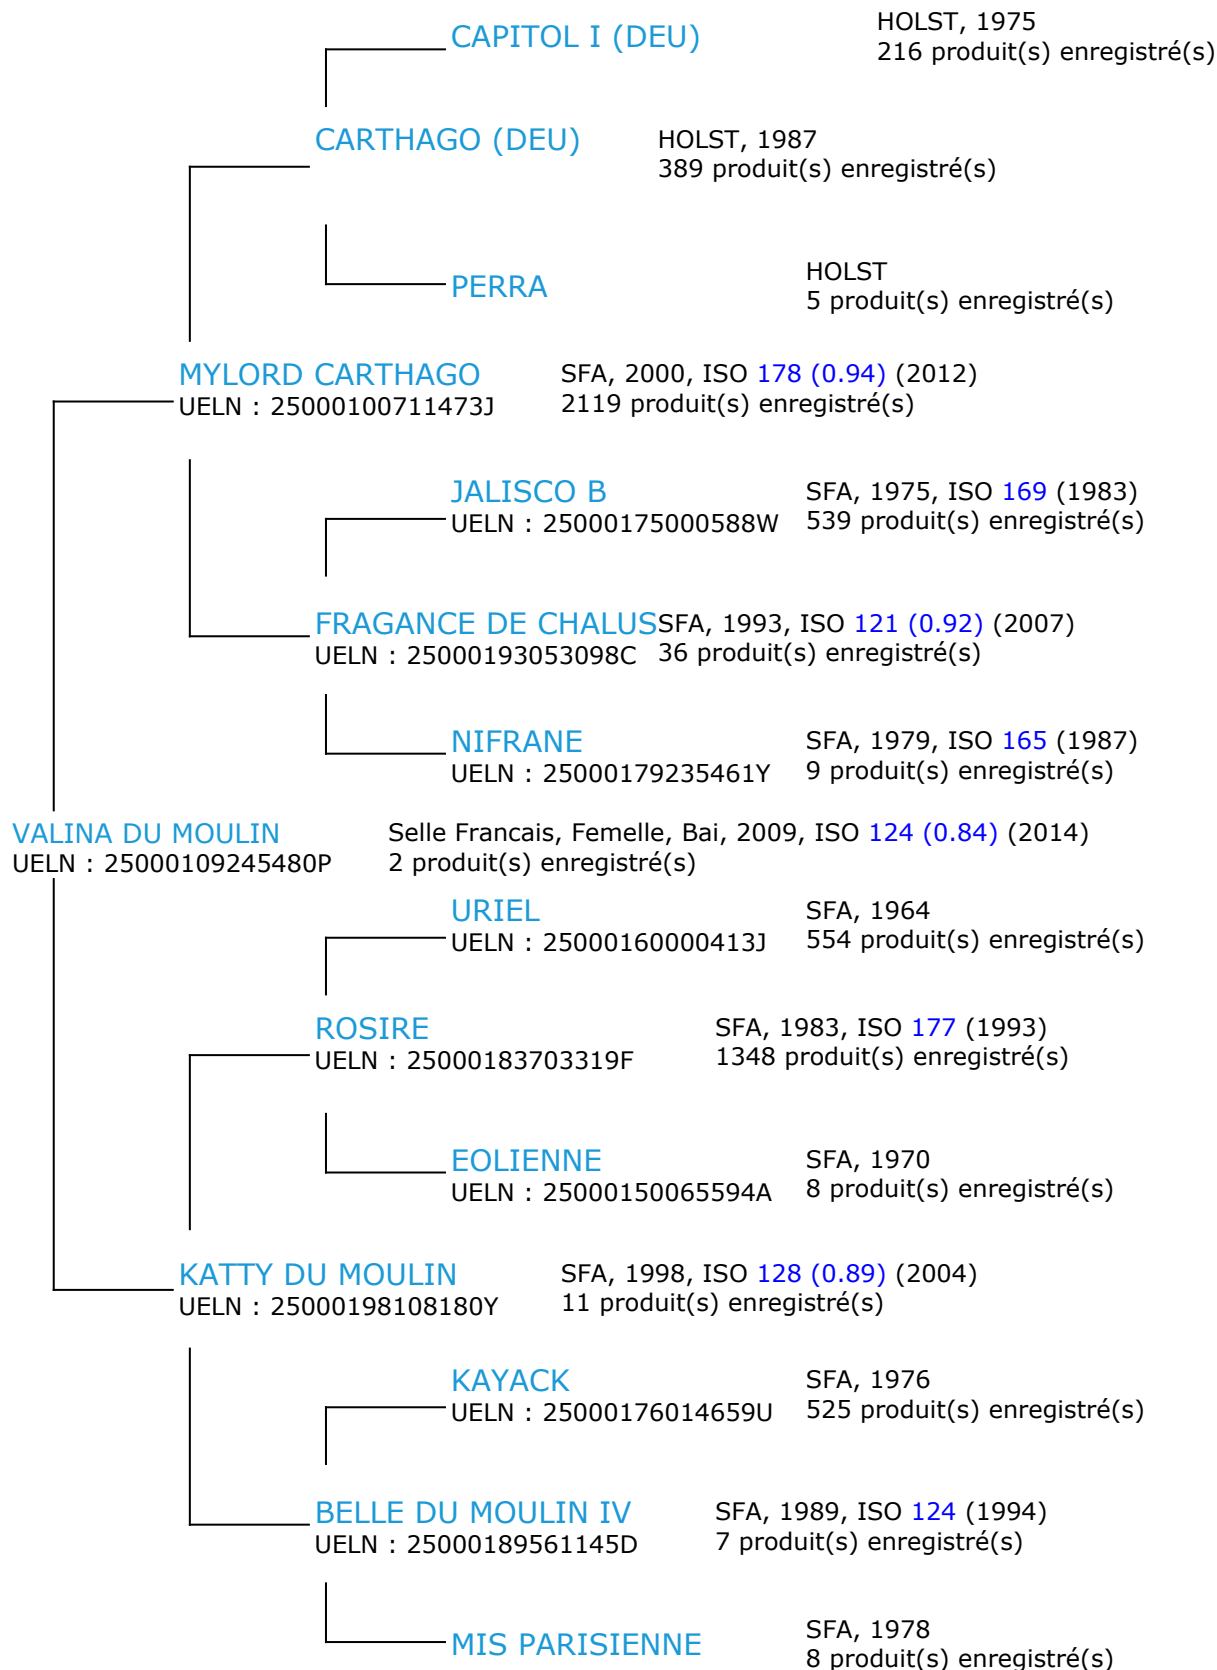 CAPITOL I (DEU)
HOLST, 1975
216 produit(s) enregistré(s)
CARTHAGO (DEU)
HOLST, 1987
389 produit(s) enregistré(s)
PERRA
HOLST
5 produit(s) enregistré(s)
MYLORD CARTHAGO
UELN : 25000100711473J
SFA, 2000, ISO 178 (0.94) (2012)
2119 produit(s) enregistré(s)
JALISCO B
UELN : 25000175000588W
SFA, 1975, ISO 169 (1983)
539 produit(s) enregistré(s)
FRAGANCE DE CHALUS
UELN : 25000193053098C
SFA, 1993, ISO 121 (0.92) (2007)
36 produit(s) enregistré(s)
NIFRANE
UELN : 25000179235461Y
SFA, 1979, ISO 165 (1987)
9 produit(s) enregistré(s)
VALINA DU MOULIN
UELN : 25000109245480P
Selle Francais, Femelle, Bai, 2009, ISO 124 (0.84) (2014)
2 produit(s) enregistré(s)
URIEL
UELN : 25000160000413J
SFA, 1964
554 produit(s) enregistré(s)
ROSIRE
UELN : 25000183703319F
SFA, 1983, ISO 177 (1993)
1348 produit(s) enregistré(s)
EOLIENNE
UELN : 25000150065594A
SFA, 1970
8 produit(s) enregistré(s)
KATTY DU MOULIN
UELN : 25000198108180Y
SFA, 1998, ISO 128 (0.89) (2004)
11 produit(s) enregistré(s)
KAYACK
UELN : 25000176014659U
SFA, 1976
525 produit(s) enregistré(s)
BELLE DU MOULIN IV
UELN : 25000189561145D
SFA, 1989, ISO 124 (1994)
7 produit(s) enregistré(s)
MIS PARISIENNE
SFA, 1978
8 produit(s) enregistré(s)